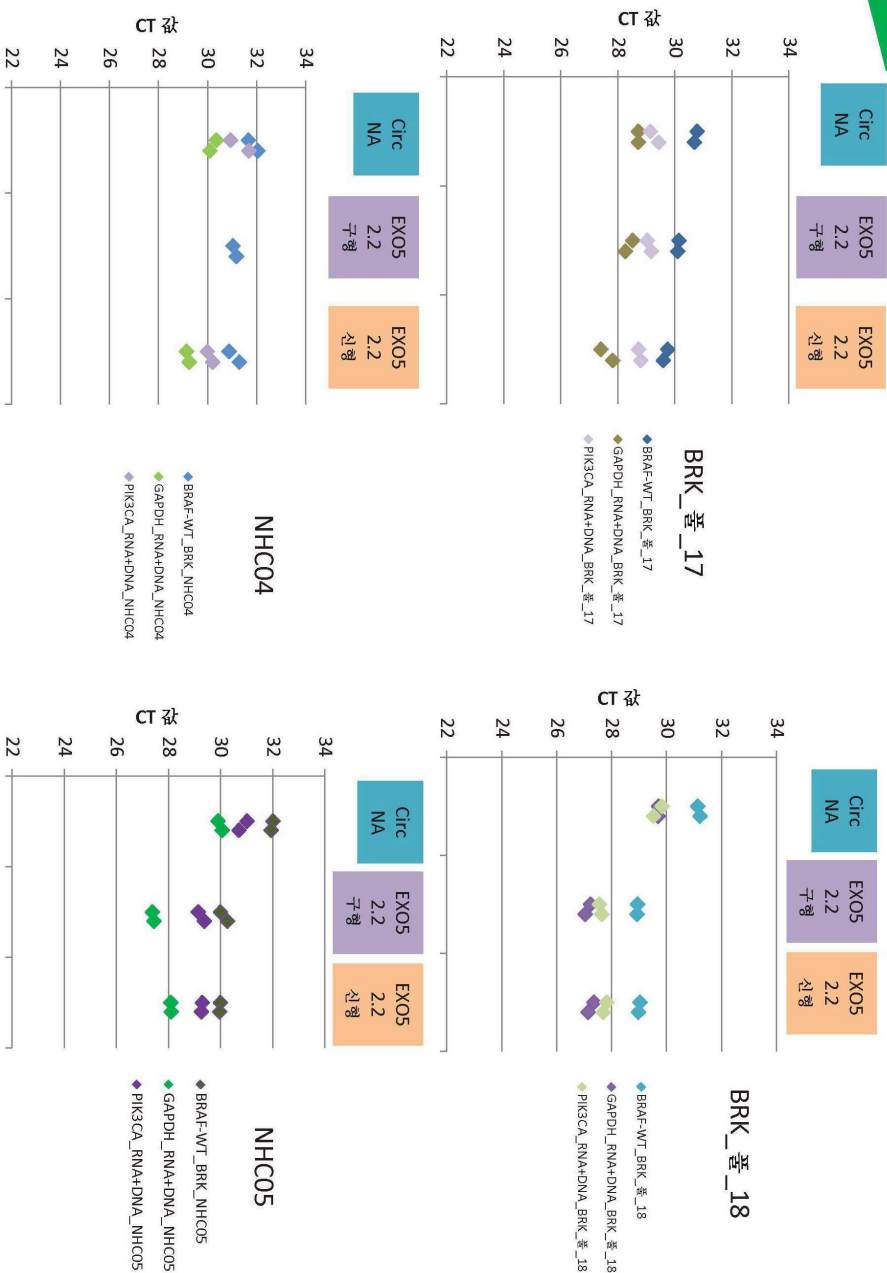 BRK_풀_17
CT 값
34
32
30
28
26
24
22
Circ
NA
EXO5
2.2
구형
EXO5
2.2
신형
BRAF-WT_BRK_풀_17
GAPDH_RNA+DNA_BRK_풀_17
PIK3CA_RNA+DNA_BRK_풀_17
BRK_풀_18
CT 값
34
32
30
28
26
24
22
Circ
NA
EXO5
2.2
구형
EXO5
2.2
신형
BRAF-WT_BRK_풀_18
GAPDH_RNA+DNA_BRK_풀_18
PIK3CA_RNA+DNA_BRK_풀_18
NHC04
CT 값
34
32
30
28
26
24
22
Circ
NA
EXO5
2.2
구형
EXO5
2.2
신형
BRAF-WT_BRK_NHC04
GAPDH_RNA+DNA_NHC04
PIK3CA_RNA+DNA_NHC04
NHC05
CT 값
34
32
30
28
26
24
22
Circ
NA
EXO5
2.2
구형
EXO5
2.2
신형
BRAF-WT_BRK_NHC05
GAPDH_RNA+DNA_NHC05
PIK3CA_RNA+DNA_NHC05